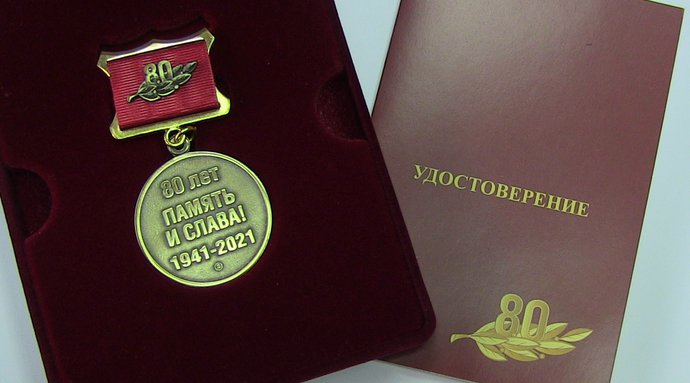 80
80 лет
ПАМЯТЬ
И СЛАВА!
1941-2021
УДОСТОВЕРЕНИЕ
80